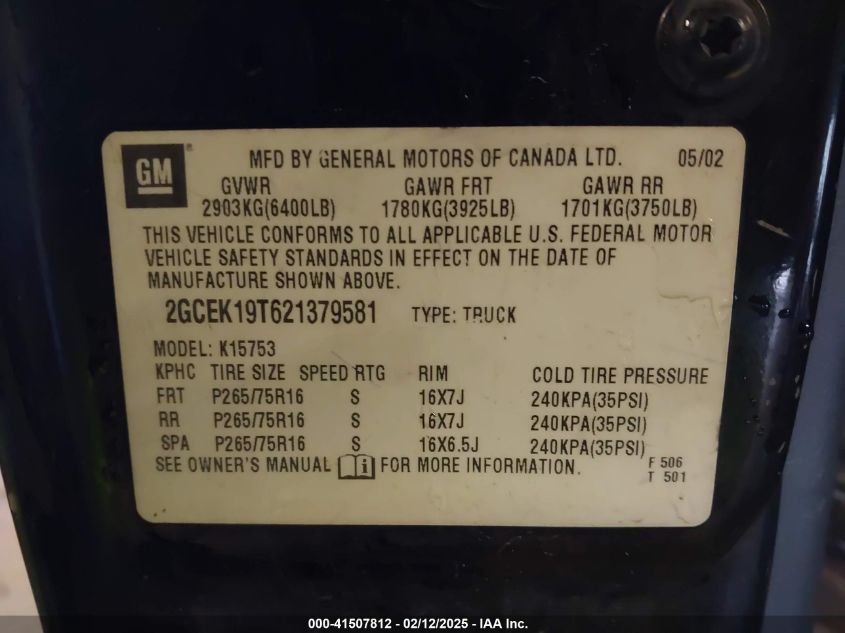 GM ® MFD BY GENERAL MOTORS OF CANADA LTD. 05/02
GVWR GAWR FRT GAWR RR
2903KG(6400LB) 1780KG(3925LB) 1701KG(3750LB)
THIS VEHICLE CONFORMS TO ALL APPLICABLE U.S. FEDERAL MOTOR
VEHICLE SAFETY STANDARDS IN EFFECT ON THE DATE OF
MANUFACTURE SHOWN ABOVE.
2GCEK19T621379581 TYPE: TRUCK
MODEL: K15753
KPHC TIRE SIZE SPEED RTG RIM COLD TIRE PRESSURE
FRT P265/75R16 S 16X7J 240KPA(35PSI)
RR P265/75R16 S 16X7J 240KPA(35PSI)
SPA P265/75R16 S 16X6.5J 240KPA(35PSI)
SEE OWNER'S MANUAL i FOR MORE INFORMATION. F 506
T 501
000-41507812 - 02/12/2025 - IAA Inc.